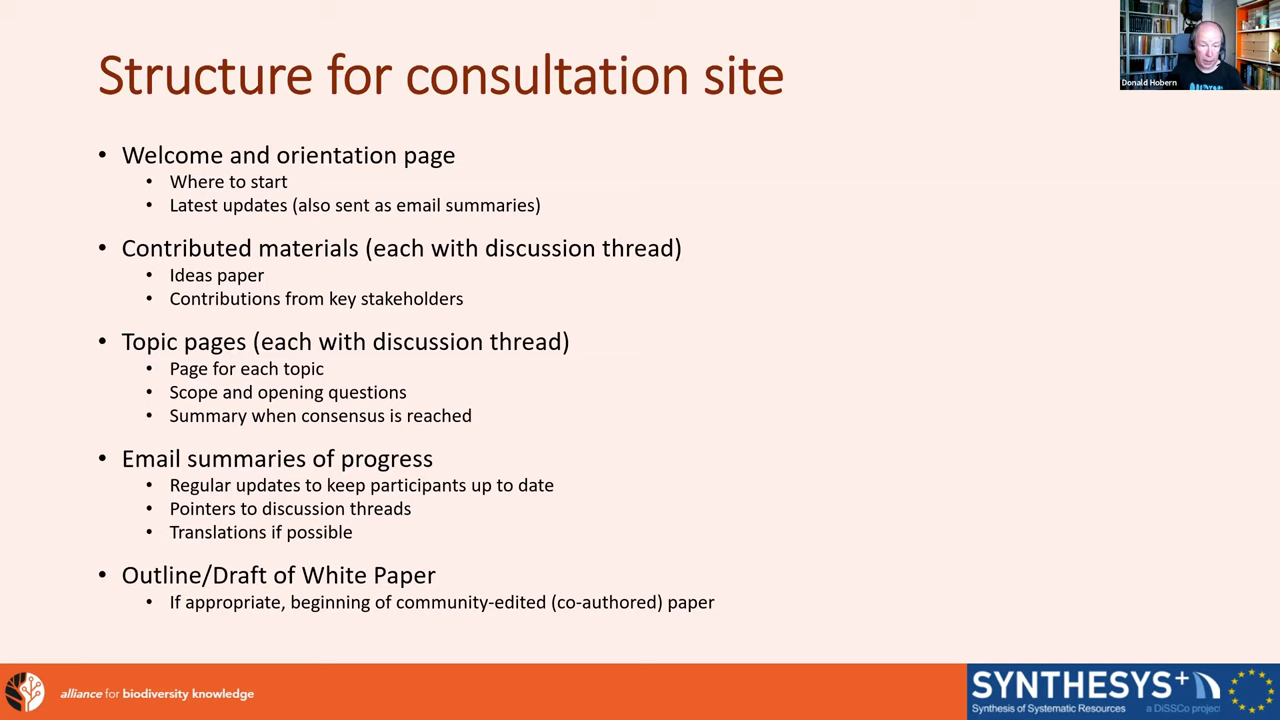 Structure for consultation site
Donald Hobern
• Welcome and orientation page
• Where to start
• Latest updates (also sent as email summaries)
• Contributed materials (each with discussion thread)
• Ideas paper
• Contributions from key stakeholders
• Topic pages (each with discussion thread)
• Page for each topic
• Scope and opening questions
• Summary when consensus is reached
• Email summaries of progress
• Regular updates to keep participants up to date
• Pointers to discussion threads
• Translations if possible
• Outline/Draft of White Paper
• If appropriate, beginning of community-edited (co-authored) paper
alliance for biodiversity knowledge
SYNTHESYS+
Synthesis of Systematic Resources a DiSSCo project